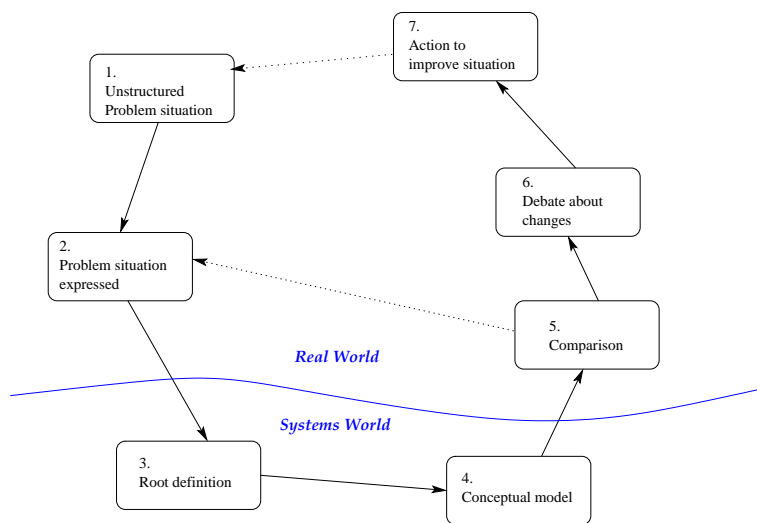 1.
Unstructured
Problem situation
2.
Problem situation
expressed
3.
Root definition
4.
Conceptual model
5.
Comparison
6.
Debate about
changes
7.
Action to
improve situation
Real World
Systems World